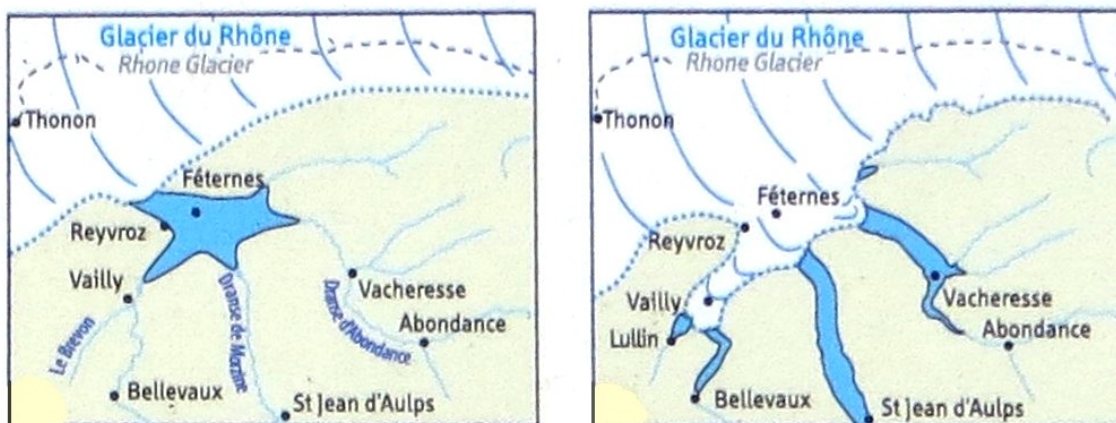 Glacier du Rhône
Rhone Glacier
Thonon
Féternes
Reyvroz
Vailly
Le Brevon
Dranse de Morzine
Dranse d'Abondance
Vacheresse
Abondance
Bellevaux
St Jean d'Aulps
Glacier du Rhône
Rhone Glacier
Thonon
Féternes
Reyvroz
Vailly
Lullin
Vacheresse
Abondance
Bellevaux
St Jean d'Aulps